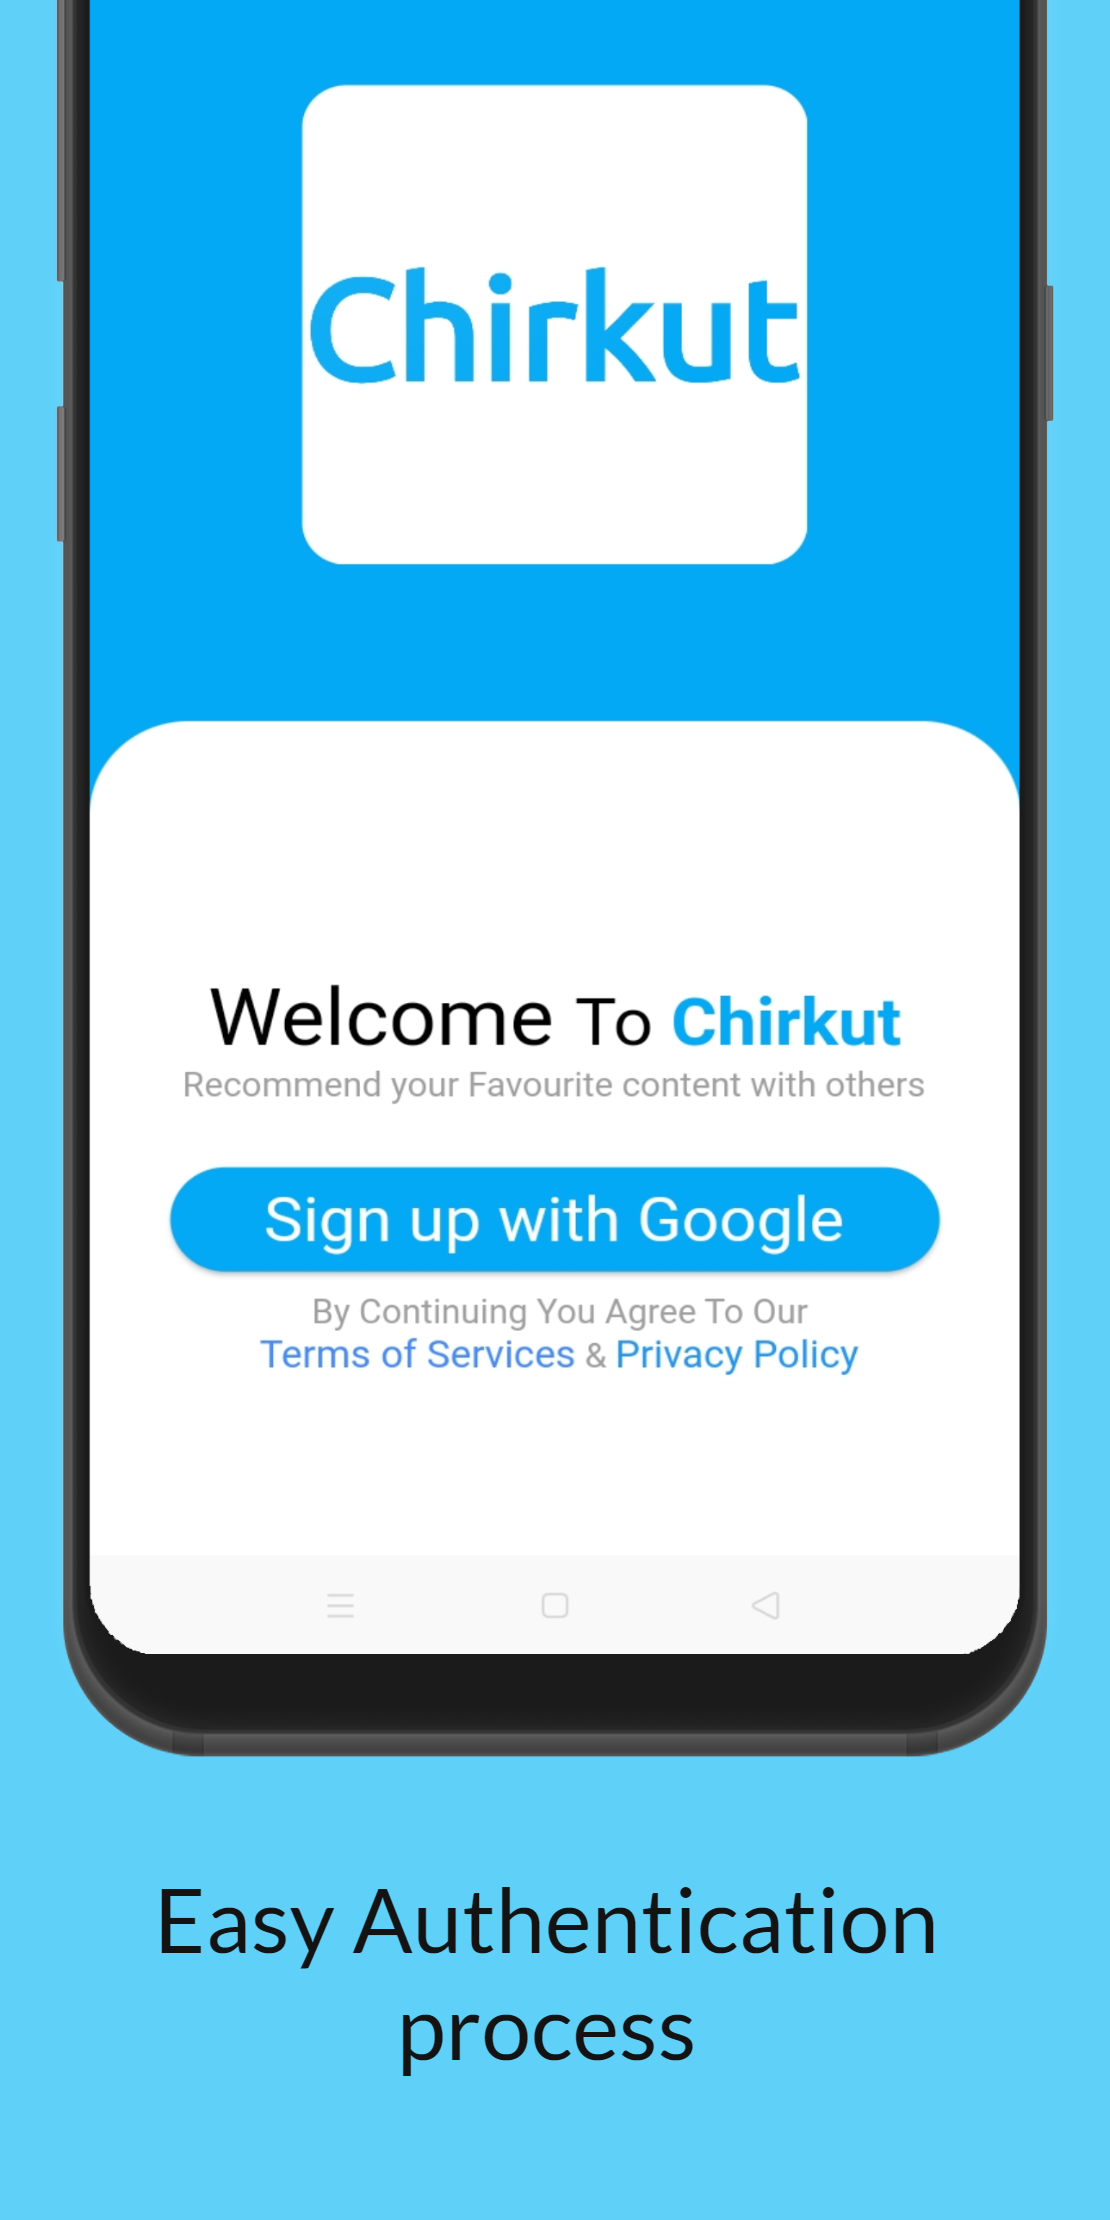 Chirkut
Welcome To Chirkut
Recommend your Favourite content with others
Sign up with Google
By Continuing You Agree To Our
Terms of Services & Privacy Policy
Easy Authentication
process